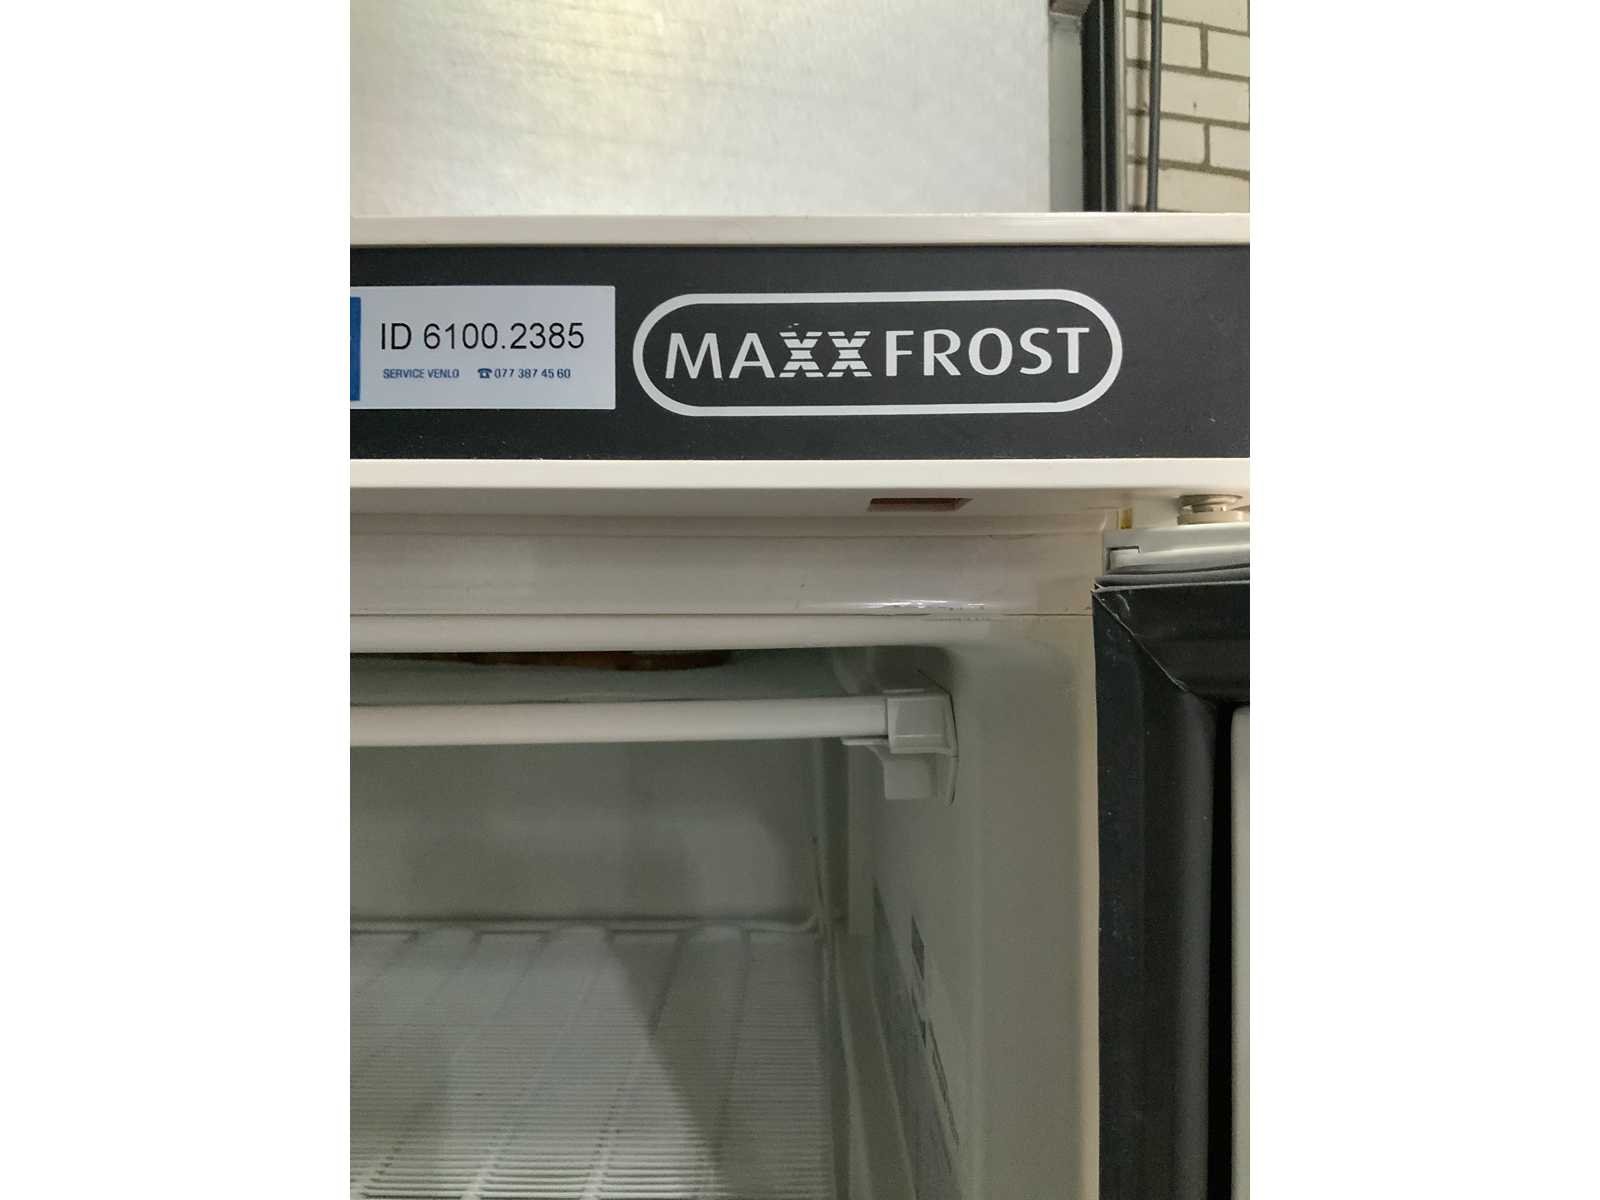 ID 6100.2385
SERVICE VENLO ☎ 077 387 45 60
MAXXFROST